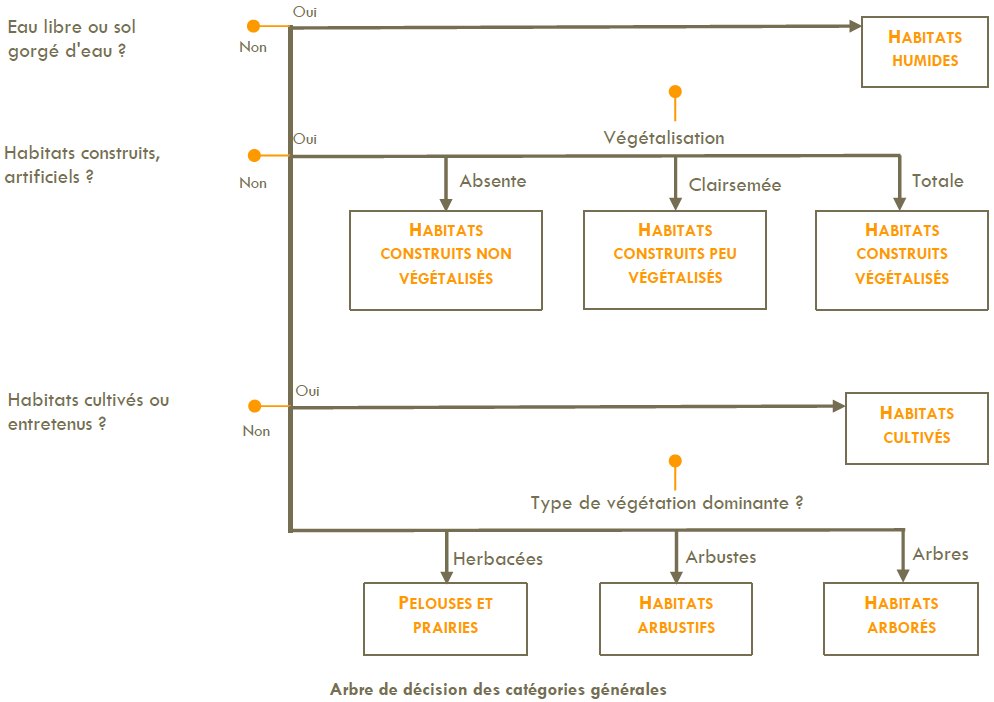 Eau libre ou sol
gorgé d'eau ?
Oui
Non
HABITATS
HUMIDES
Habitats construits,
artificiels ?
Oui
Non
Végétalisation
Absente
Clairsemée
Totale
HABITATS
CONSTRUITS NON
VÉGÉTALISÉS
HABITATS
CONSTRUITS PEU
VÉGÉTALISÉS
HABITATS
CONSTRUITS
VÉGÉTALISÉS
Habitats cultivés ou
entretenus ?
Oui
Non
HABITATS
CULTIVÉS
Type de végétation dominante ?
Herbacées
Arbustes
Arbres
PELOUSES ET
PRAIRIES
HABITATS
ARBUSTIFS
HABITATS
ARBORÉS
Arbre de décision des catégories générales